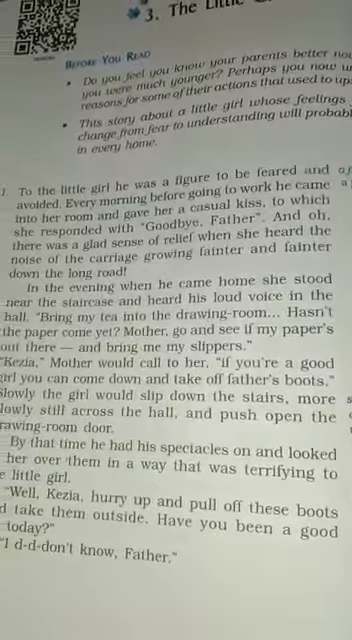 3. The Little
BEFORE YOU READ
• Do you feel you know your parents better now
you were much younger? Perhaps you now u
reasons for some of their actions that used to up
• This story about a little girl whose feelings
change from fear to understanding will probabl
in every home.
1. To the little girl he was a figure to be feared and
avoided. Every morning before going to work he came
into her room and gave her a casual kiss, to which
she responded with “Goodbye, Father”. And oh,
there was a glad sense of relief when she heard the
noise of the carriage growing fainter and fainter
down the long road!
In the evening when he came home she stood
near the staircase and heard his loud voice in the
hall. “Bring my tea into the drawing-room... Hasn't
the paper come yet? Mother, go and see if my paper's
out there — and bring me my slippers.”
“Kezia,” Mother would call to her, “if you're a good
girl you can come down and take off father's boots.”
Slowly the girl would slip down the stairs, more
lowly still across the hall, and push open the
rawing-room door.
By that time he had his spectacles on and looked
her over them in a way that was terrifying to
e little girl.
“Well, Kezia, hurry up and pull off these boots
d take them outside. Have you been a good
today?”
“I d-d-don't know, Father.”